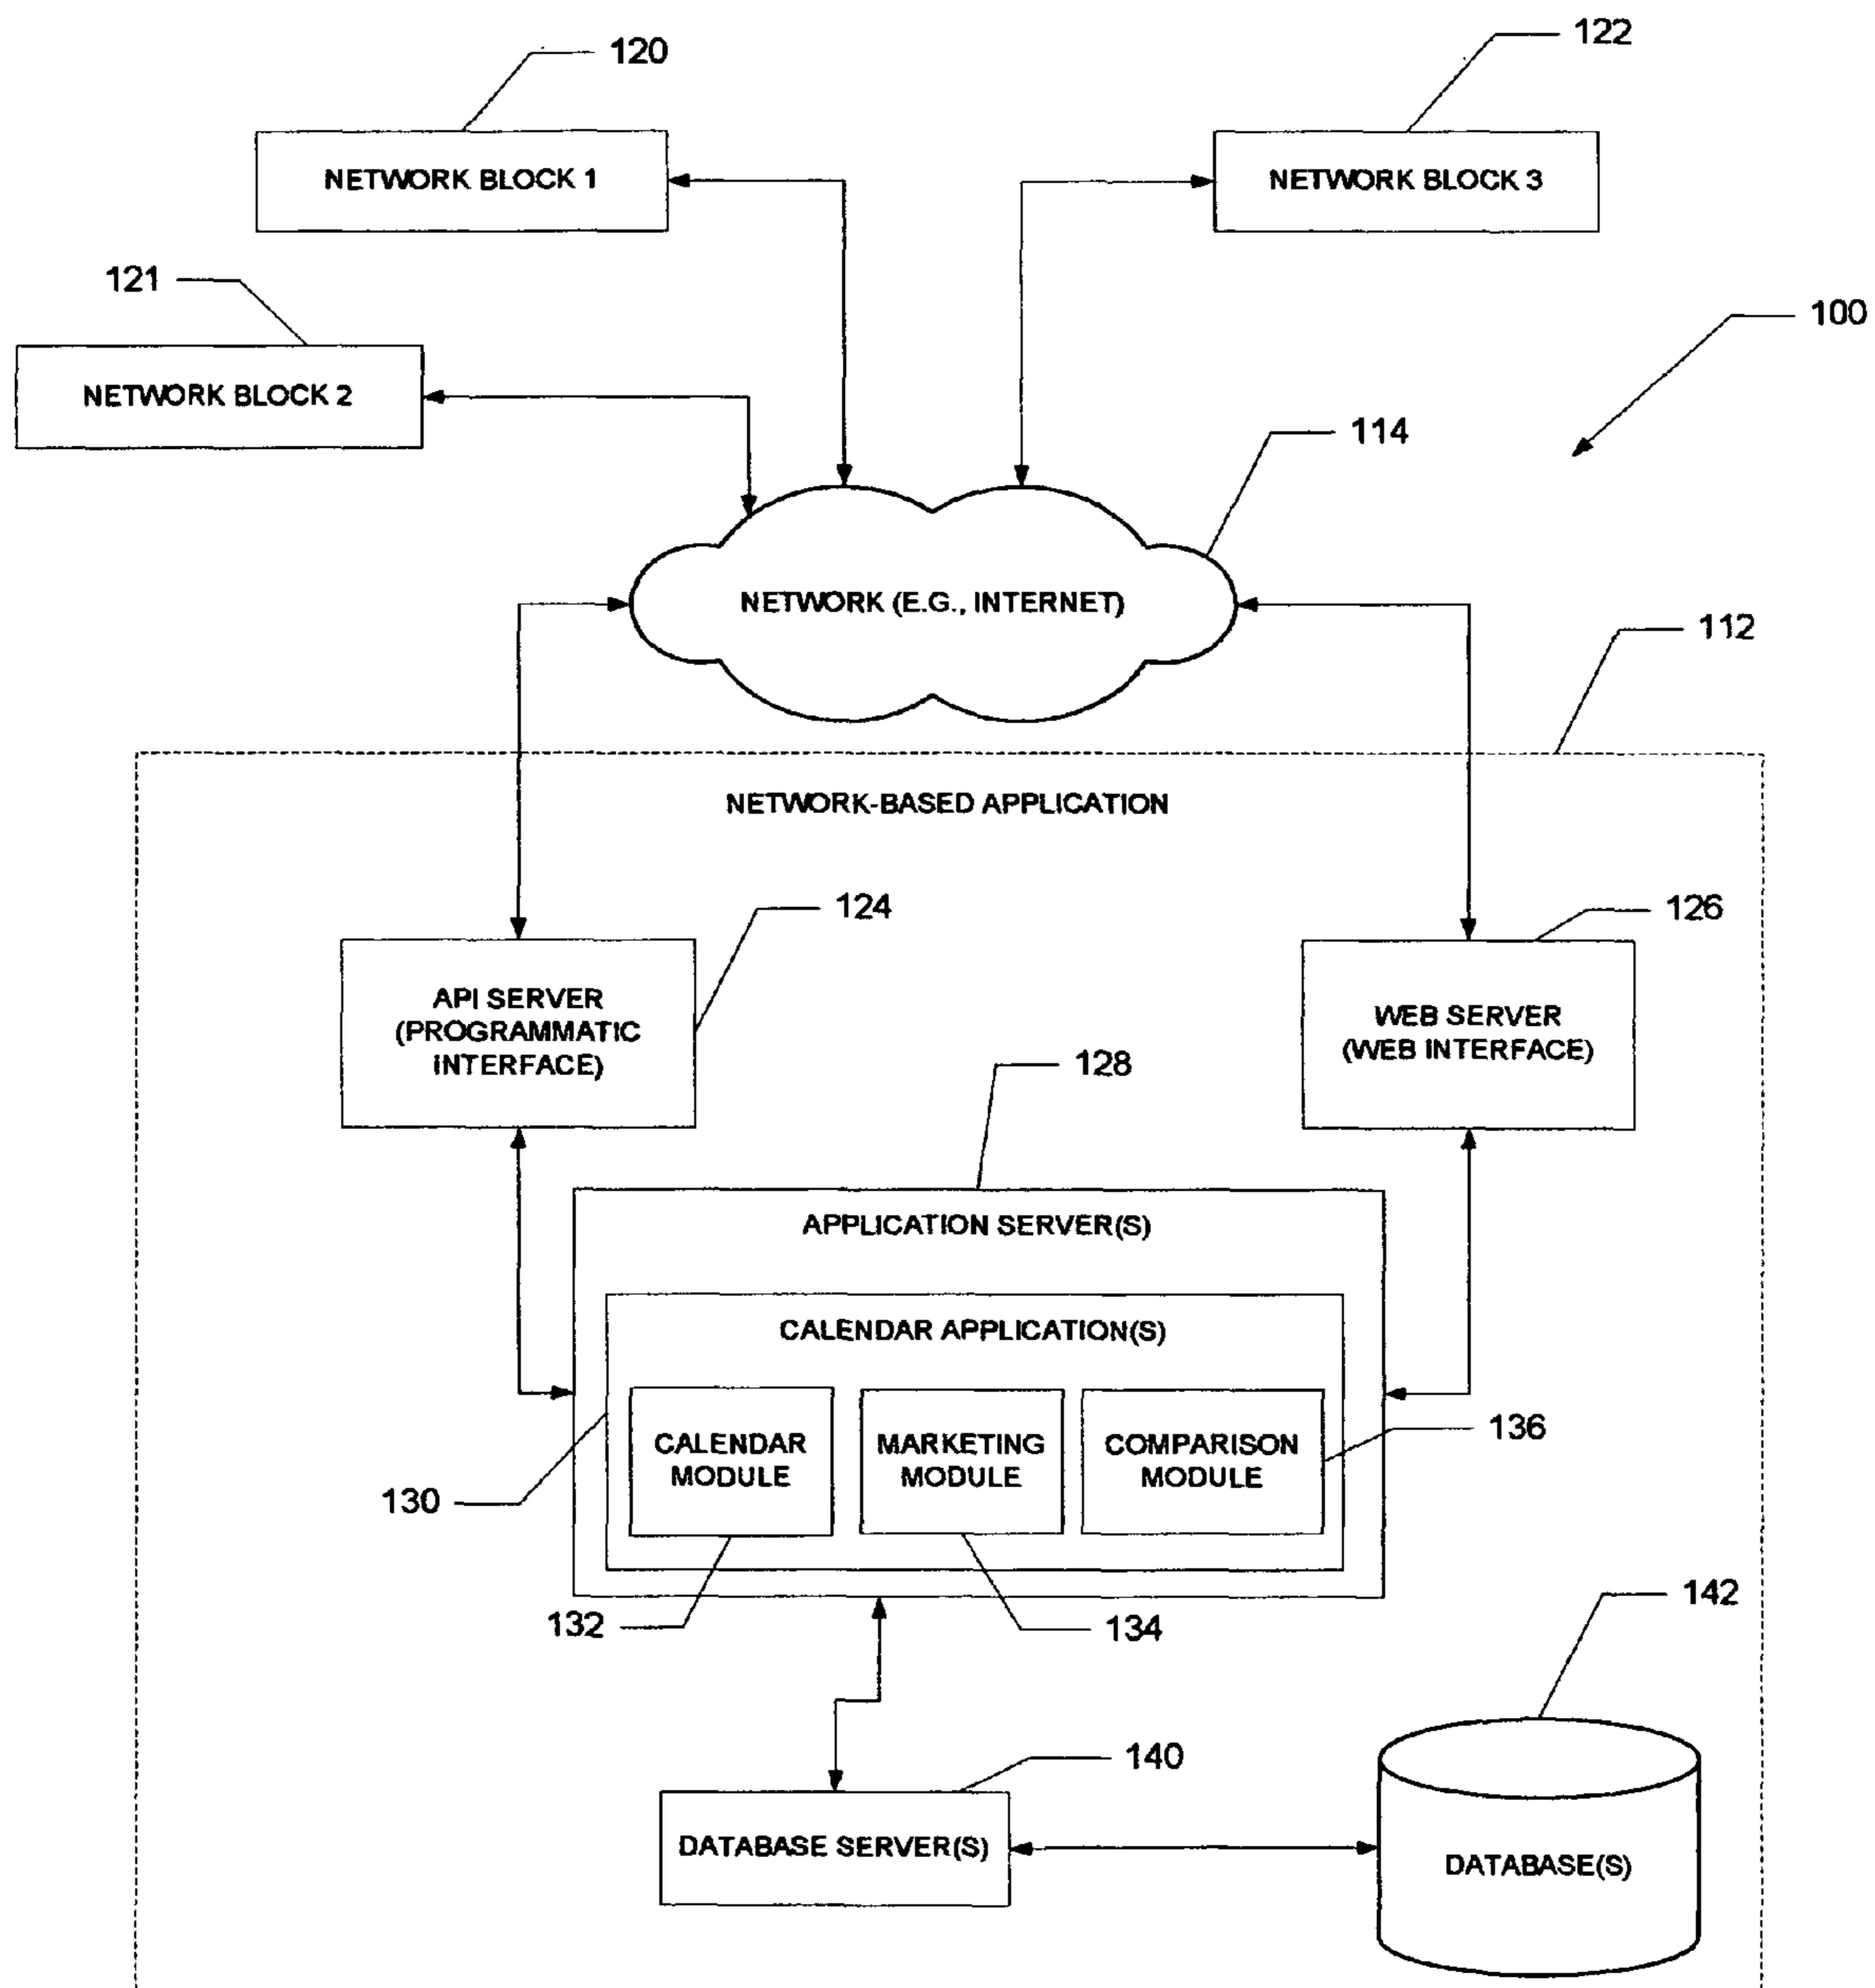 120
122
NETWORK BLOCK 1
NETWORK BLOCK 3
121
100
NETWORK BLOCK 2
114
NETWORK (E.G., INTERNET)
112
NETWORK-BASED APPLICATION
124
126
API SERVER
(PROGRAMMATIC
INTERFACE)
WEB SERVER
(WEB INTERFACE)
128
APPLICATION SERVER(S)
CALENDAR APPLICATION(S)
CALENDAR
MODULE
MARKETING
MODULE
COMPARISON
MODULE
136
130
132
134
142
140
DATABASE SERVER(S)
DATABASE(S)